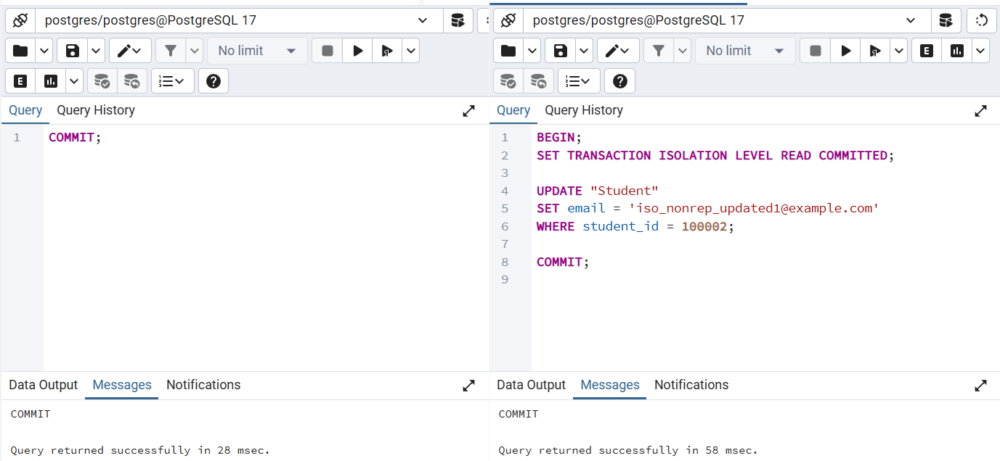 postgres/postgres@PostgreSQL 17
No limit
E
Query Query History
1 COMMIT;
Data Output Messages Notifications
COMMIT
Query returned successfully in 28 msec.
postgres/postgres@PostgreSQL 17
No limit
E
Query Query History
1 BEGIN;
2 SET TRANSACTION ISOLATION LEVEL READ COMMITTED;
3
4 UPDATE "Student"
5 SET email = 'iso_nonrep_updated1@example.com'
6 WHERE student_id = 100002;
7
8 COMMIT;
9
Data Output Messages Notifications
COMMIT
Query returned successfully in 58 msec.